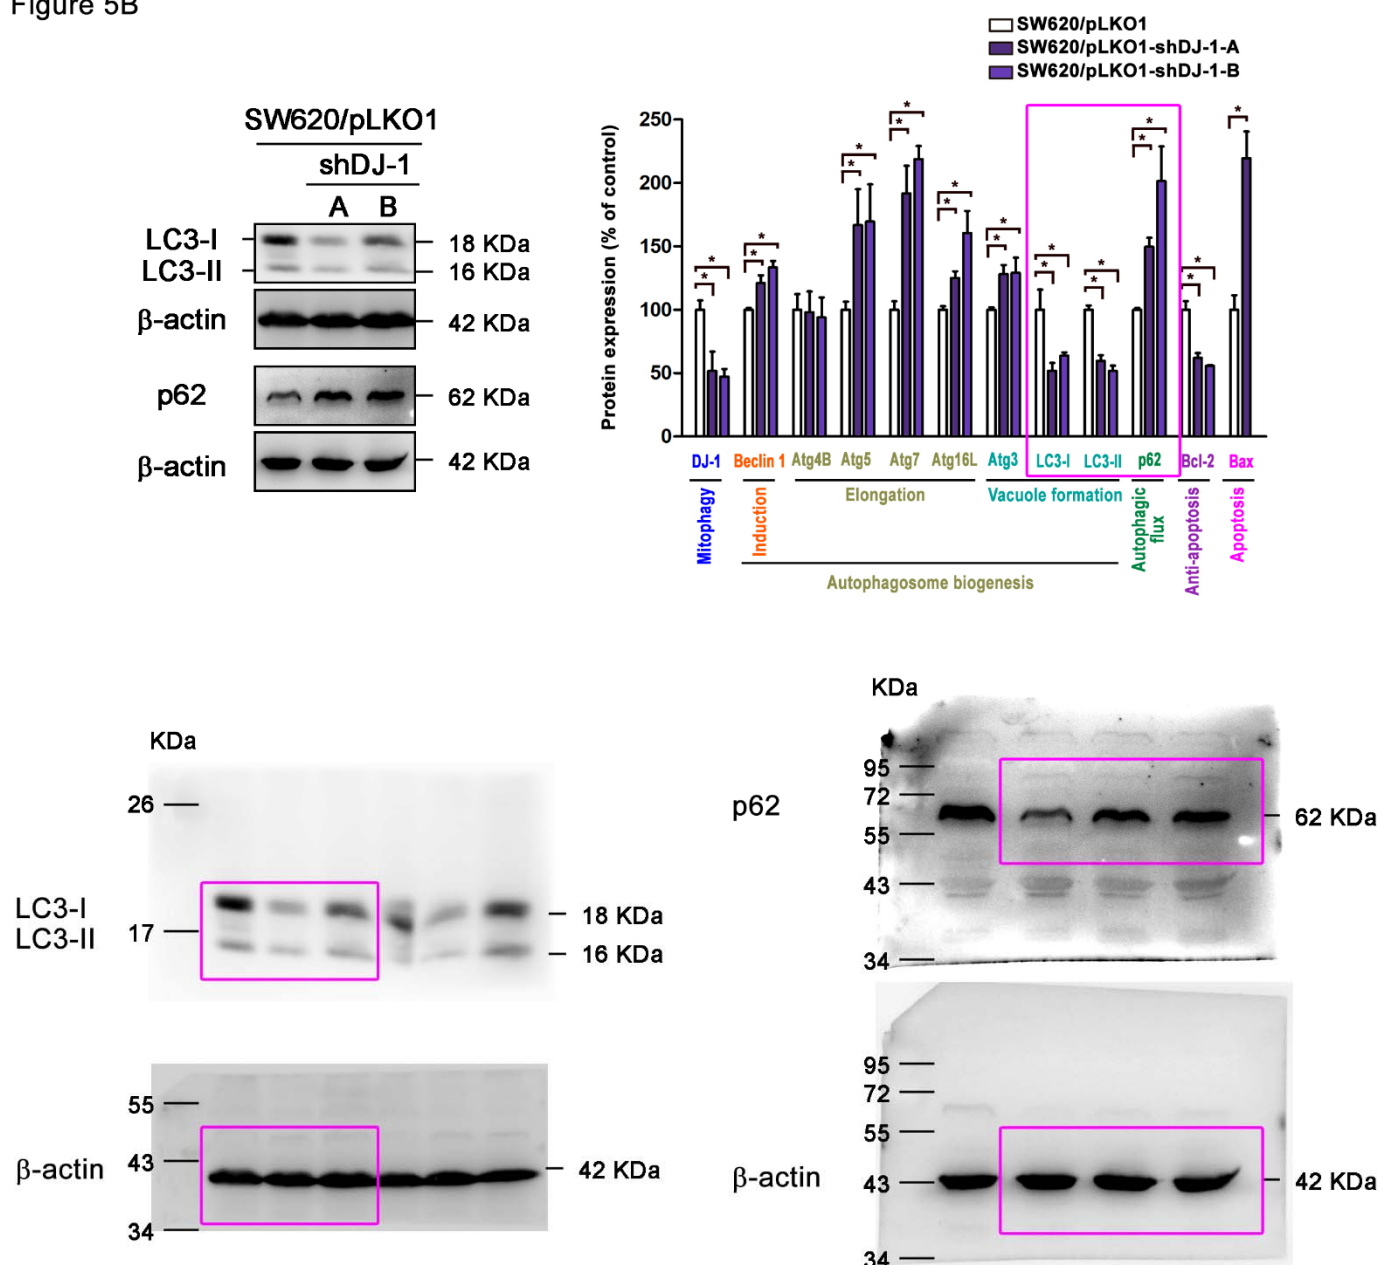 Figure 5B
SW620/pLKO1
SW620/pLKO1-shDJ-1-A
SW620/pLKO1-shDJ-1-B
SW620/pLKO1
shDJ-1
A B
LC3-I 18 KDa
LC3-II 16 KDa
β-actin 42 KDa
p62 62 KDa
β-actin 42 KDa
Protein expression (% of control)
250
200
150
100
50
0
* * * * * * * * * * * * * * * * * * * * *
DJ-1 Beclin 1 Atg4B Atg5 Atg7 Atg16L Atg3 LC3-I LC3-II p62 Bcl-2 Bax
Mitophagy
Induction
Elongation
Vacuole formation
Autophagic
flux
Anti-apoptosis
Apoptosis
Autophagosome biogenesis
KDa
26
LC3-I 18 KDa
17
LC3-II 16 KDa
55
43
β-actin 42 KDa
34
KDa
95
72
p62 62 KDa
55
43
34
95
72
55
β-actin 43 42 KDa
34